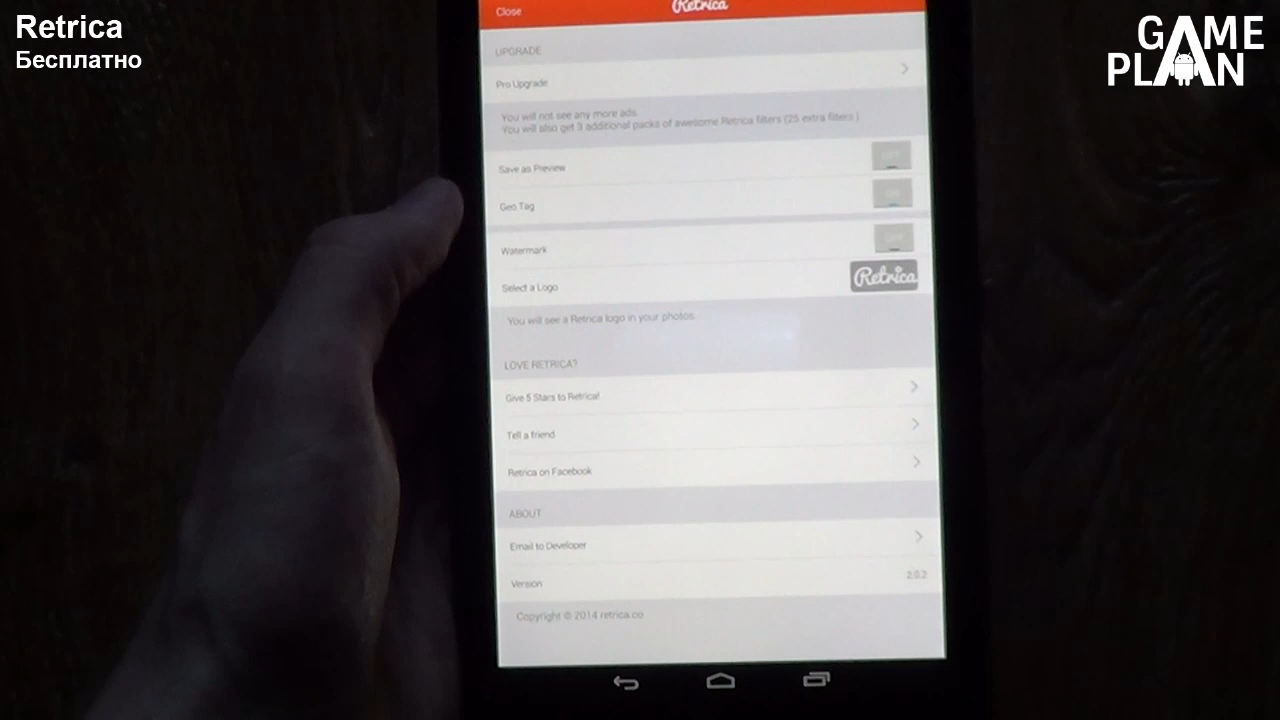 Retrica
Бесплатно
GAME
PLAN
Close
Retrica
UPGRADE
Pro Upgrade
You will not see any more ads.
You will also get 3 additional packs of awesome Retrica filters (25 extra filters.)
Save as Preview
Geo Tag
Watermark
Select a Logo
Retrica
You will see a Retrica logo in your photos.
LOVE RETRICA?
Give 5 Stars to Retrica!
Tell a friend
Retrica on Facebook
ABOUT
Email to Developer
Version
2.0.2
Copyright © 2014 retrica.co